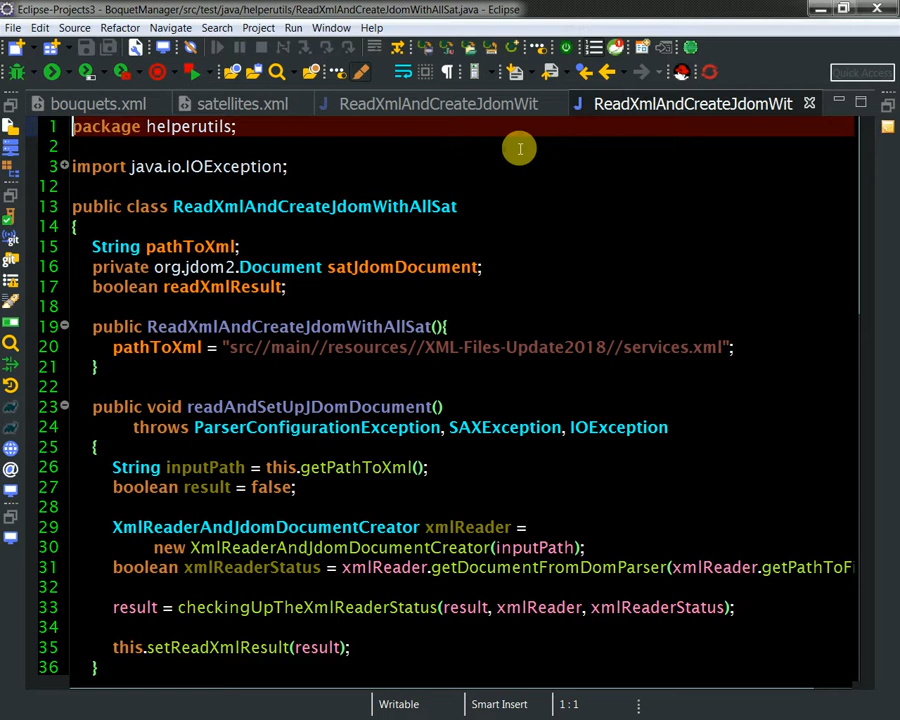 Eclipse-Projects3 - BoquetManager/src/test/java/helperutils/ReadXmlAndCreateJdomWithAllSat.java - Eclipse
File Edit Source Refactor Navigate Search Project Run Window Help
Quick Access
bouquets.xml satellites.xml ReadXmlAndCreateJDomWit ReadXmlAndCreateJDomWit
1 package helperutils;
2
3 import java.io.IOException;
12
13 public class ReadXmlAndCreateJdomWithAllSat
14 {
15 String pathToXml;
16 private org.jdom2.Document satJdomDocument;
17 boolean readXmlResult;
18
19 public ReadXmlAndCreateJdomWithAllSat(){
20 pathToXml = "src//main//resources//XML-Files-Update2018//services.xml";
21 }
22
23 public void readAndSetUpJDomDocument()
24 throws ParserConfigurationException, SAXException, IOException
25 {
26 String inputPath = this.getPathToXml();
27 boolean result = false;
28
29 XmlReaderAndJdomDocumentCreator xmlReader =
30 new XmlReaderAndJdomDocumentCreator(inputPath);
31 boolean xmlReaderStatus = xmlReader.getDocumentFromDomParser(xmlReader.getPathToFi
32
33 result = checkingUpTheXmlReaderStatus(result, xmlReader, xmlReaderStatus);
34
35 this.setReadXmlResult(result);
36 }
Writable Smart Insert 1 : 1